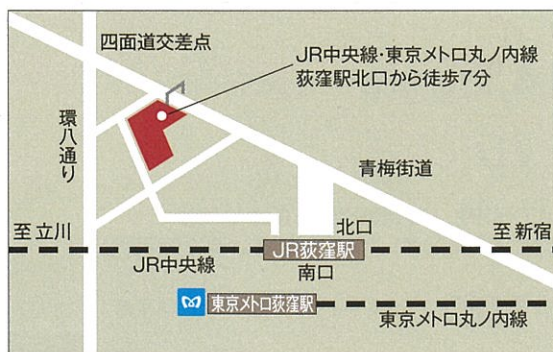 四面道交差点
JR中央線・東京メトロ丸ノ内線
荻窪駅北口から徒歩7分
環八通り
青梅街道
至立川
北口
至新宿
JR荻窪駅
JR中央線
南口
東京メトロ荻窪駅
東京メトロ丸ノ内線